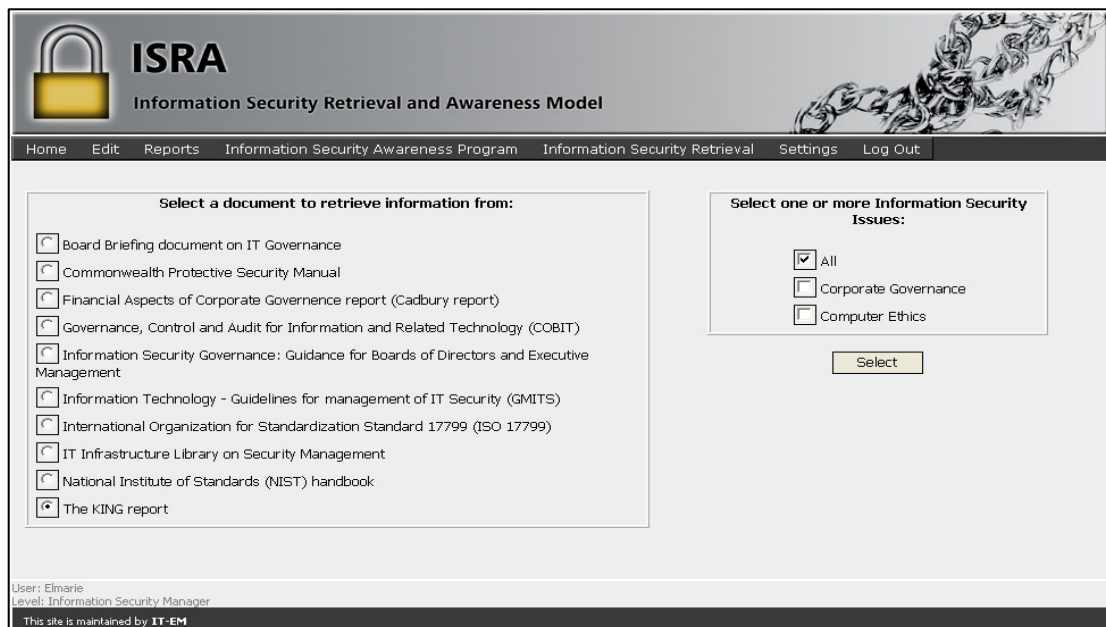 ISRA
Information Security Retrieval and Awareness Model
Home Edit Reports Information Security Awareness Program Information Security Retrieval Settings Log Out
Select a document to retrieve information from:
Board Briefing document on IT Governance
Commonwealth Protective Security Manual
Financial Aspects of Corporate Governence report (Cadbury report)
Governance, Control and Audit for Information and Related Technology (COBIT)
Information Security Governance: Guidance for Boards of Directors and Executive
Management
Information Technology - Guidelines for management of IT Security (GMITS)
International Organization for Standardization Standard 17799 (ISO 17799)
IT Infrastructure Library on Security Management
National Institute of Standards (NIST) handbook
The KING report
Select one or more Information Security
Issues:
All
Corporate Governance
Computer Ethics
Select
User: Elmarie
Level: Information Security Manager
This site is maintained by IT-EM